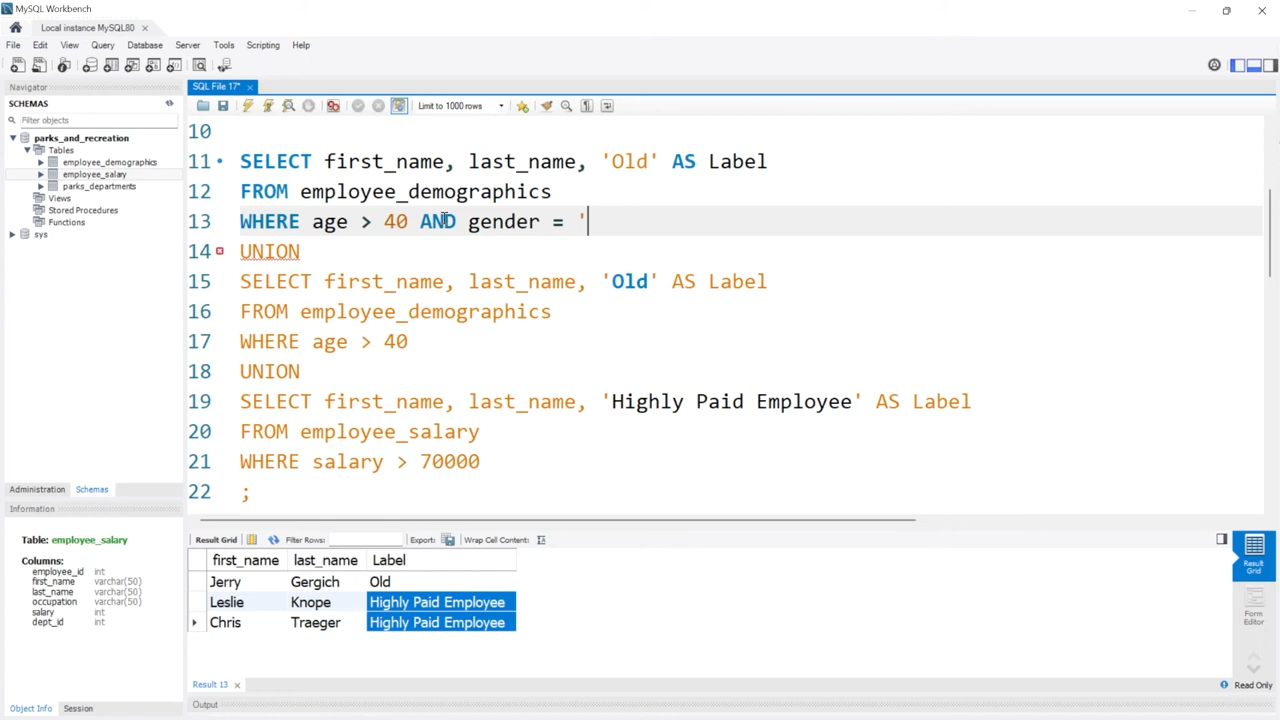 MySQL Workbench
Local instance MySQL80
File Edit View Query Database Server Tools Scripting Help
Navigator
SQL File 17*
SCHEMAS
Limit to 1000 rows
Filter objects
parks_and_recreation
Tables
employee_demographics
employee_salary
parks_departments
Views
Stored Procedures
Functions
sys
10
11 SELECT first_name, last_name, 'Old' AS Label
12 FROM employee_demographics
13 WHERE age > 40 AND gender = '
14 UNION
15 SELECT first_name, last_name, 'Old' AS Label
16 FROM employee_demographics
17 WHERE age > 40
18 UNION
19 SELECT first_name, last_name, 'Highly Paid Employee' AS Label
20 FROM employee_salary
21 WHERE salary > 70000
22 ;
Administration Schemas
Information
Table: employee_salary
Columns:
employee_id int
first_name varchar(50)
last_name varchar(50)
occupation varchar(50)
salary int
dept_id int
Object Info Session
Result Grid Filter Rows: Export: Wrap Cell Content:
first_name last_name Label
Jerry Gergich Old
Leslie Knope Highly Paid Employee
Chris Traeger Highly Paid Employee
Result Grid
Form Editor
Result 13
Read Only
Output